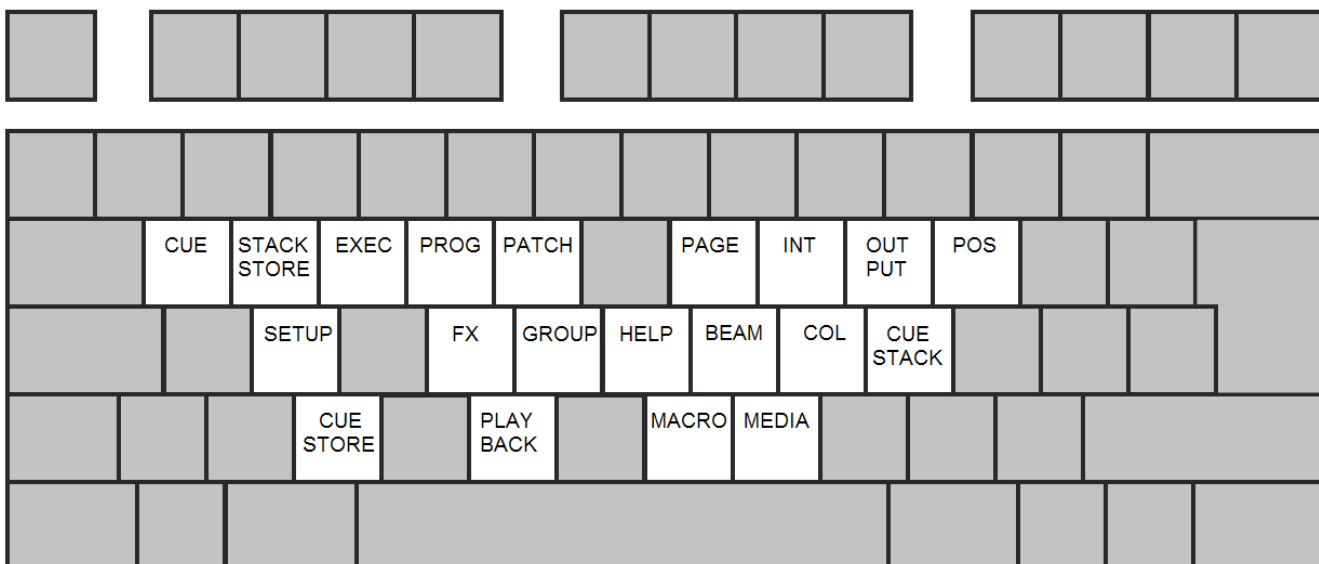 CUE
STACK
STORE
EXEC
PROG
PATCH
PAGE
INT
OUT
PUT
POS
SETUP
FX
GROUP
HELP
BEAM
COL
CUE
STACK
CUE
STORE
PLAY
BACK
MACRO
MEDIA